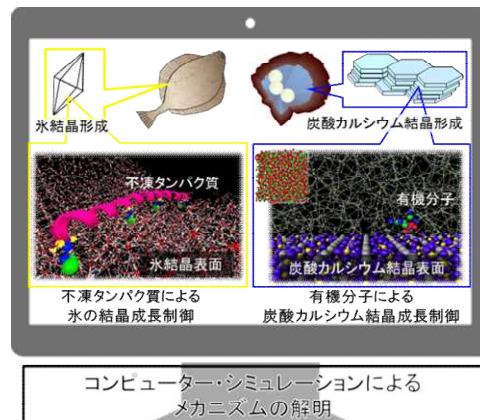 氷結晶形成
炭酸カルシウム結晶形成
不凍タンパク質
氷結晶表面
有機分子
炭酸カルシウム結晶表面
不凍タンパク質による
氷の結晶成長制御
有機分子による
炭酸カルシウム結晶成長制御
コンピューター・シミュレーションによる
メカニズムの解明